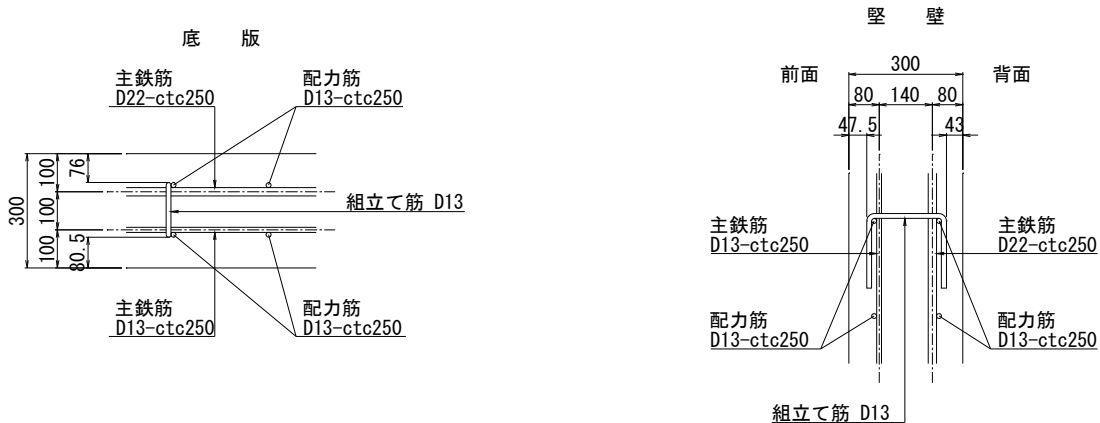 底 版
主鉄筋
D22-ctc250
配力筋
D13-ctc250
300
100
100
100
76
80.5
組立て筋 D13
主鉄筋
D13-ctc250
配力筋
D13-ctc250
堅 壁
前面
300
背面
80
140
80
47.5
43
主鉄筋
D13-ctc250
主鉄筋
D22-ctc250
配力筋
D13-ctc250
配力筋
D13-ctc250
組立て筋 D13